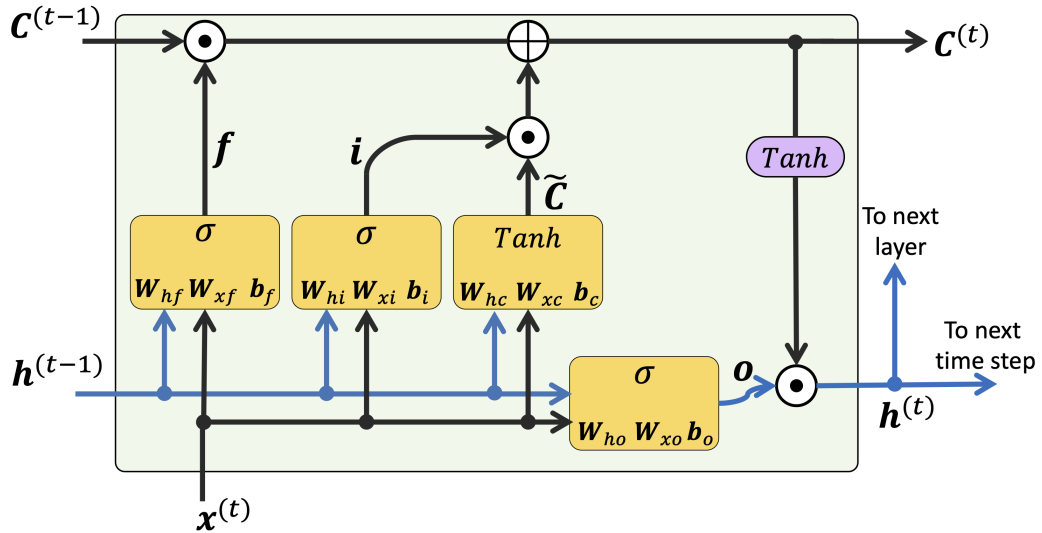 C^(t−1)
C^(t)
f
i
C̃
Tanh
σ
W_hf W_xf b_f
σ
W_hi W_xi b_i
Tanh
W_hc W_xc b_c
To next
layer
To next
time step
h^(t−1)
σ
W_ho W_xo b_o
o
h^(t)
x^(t)